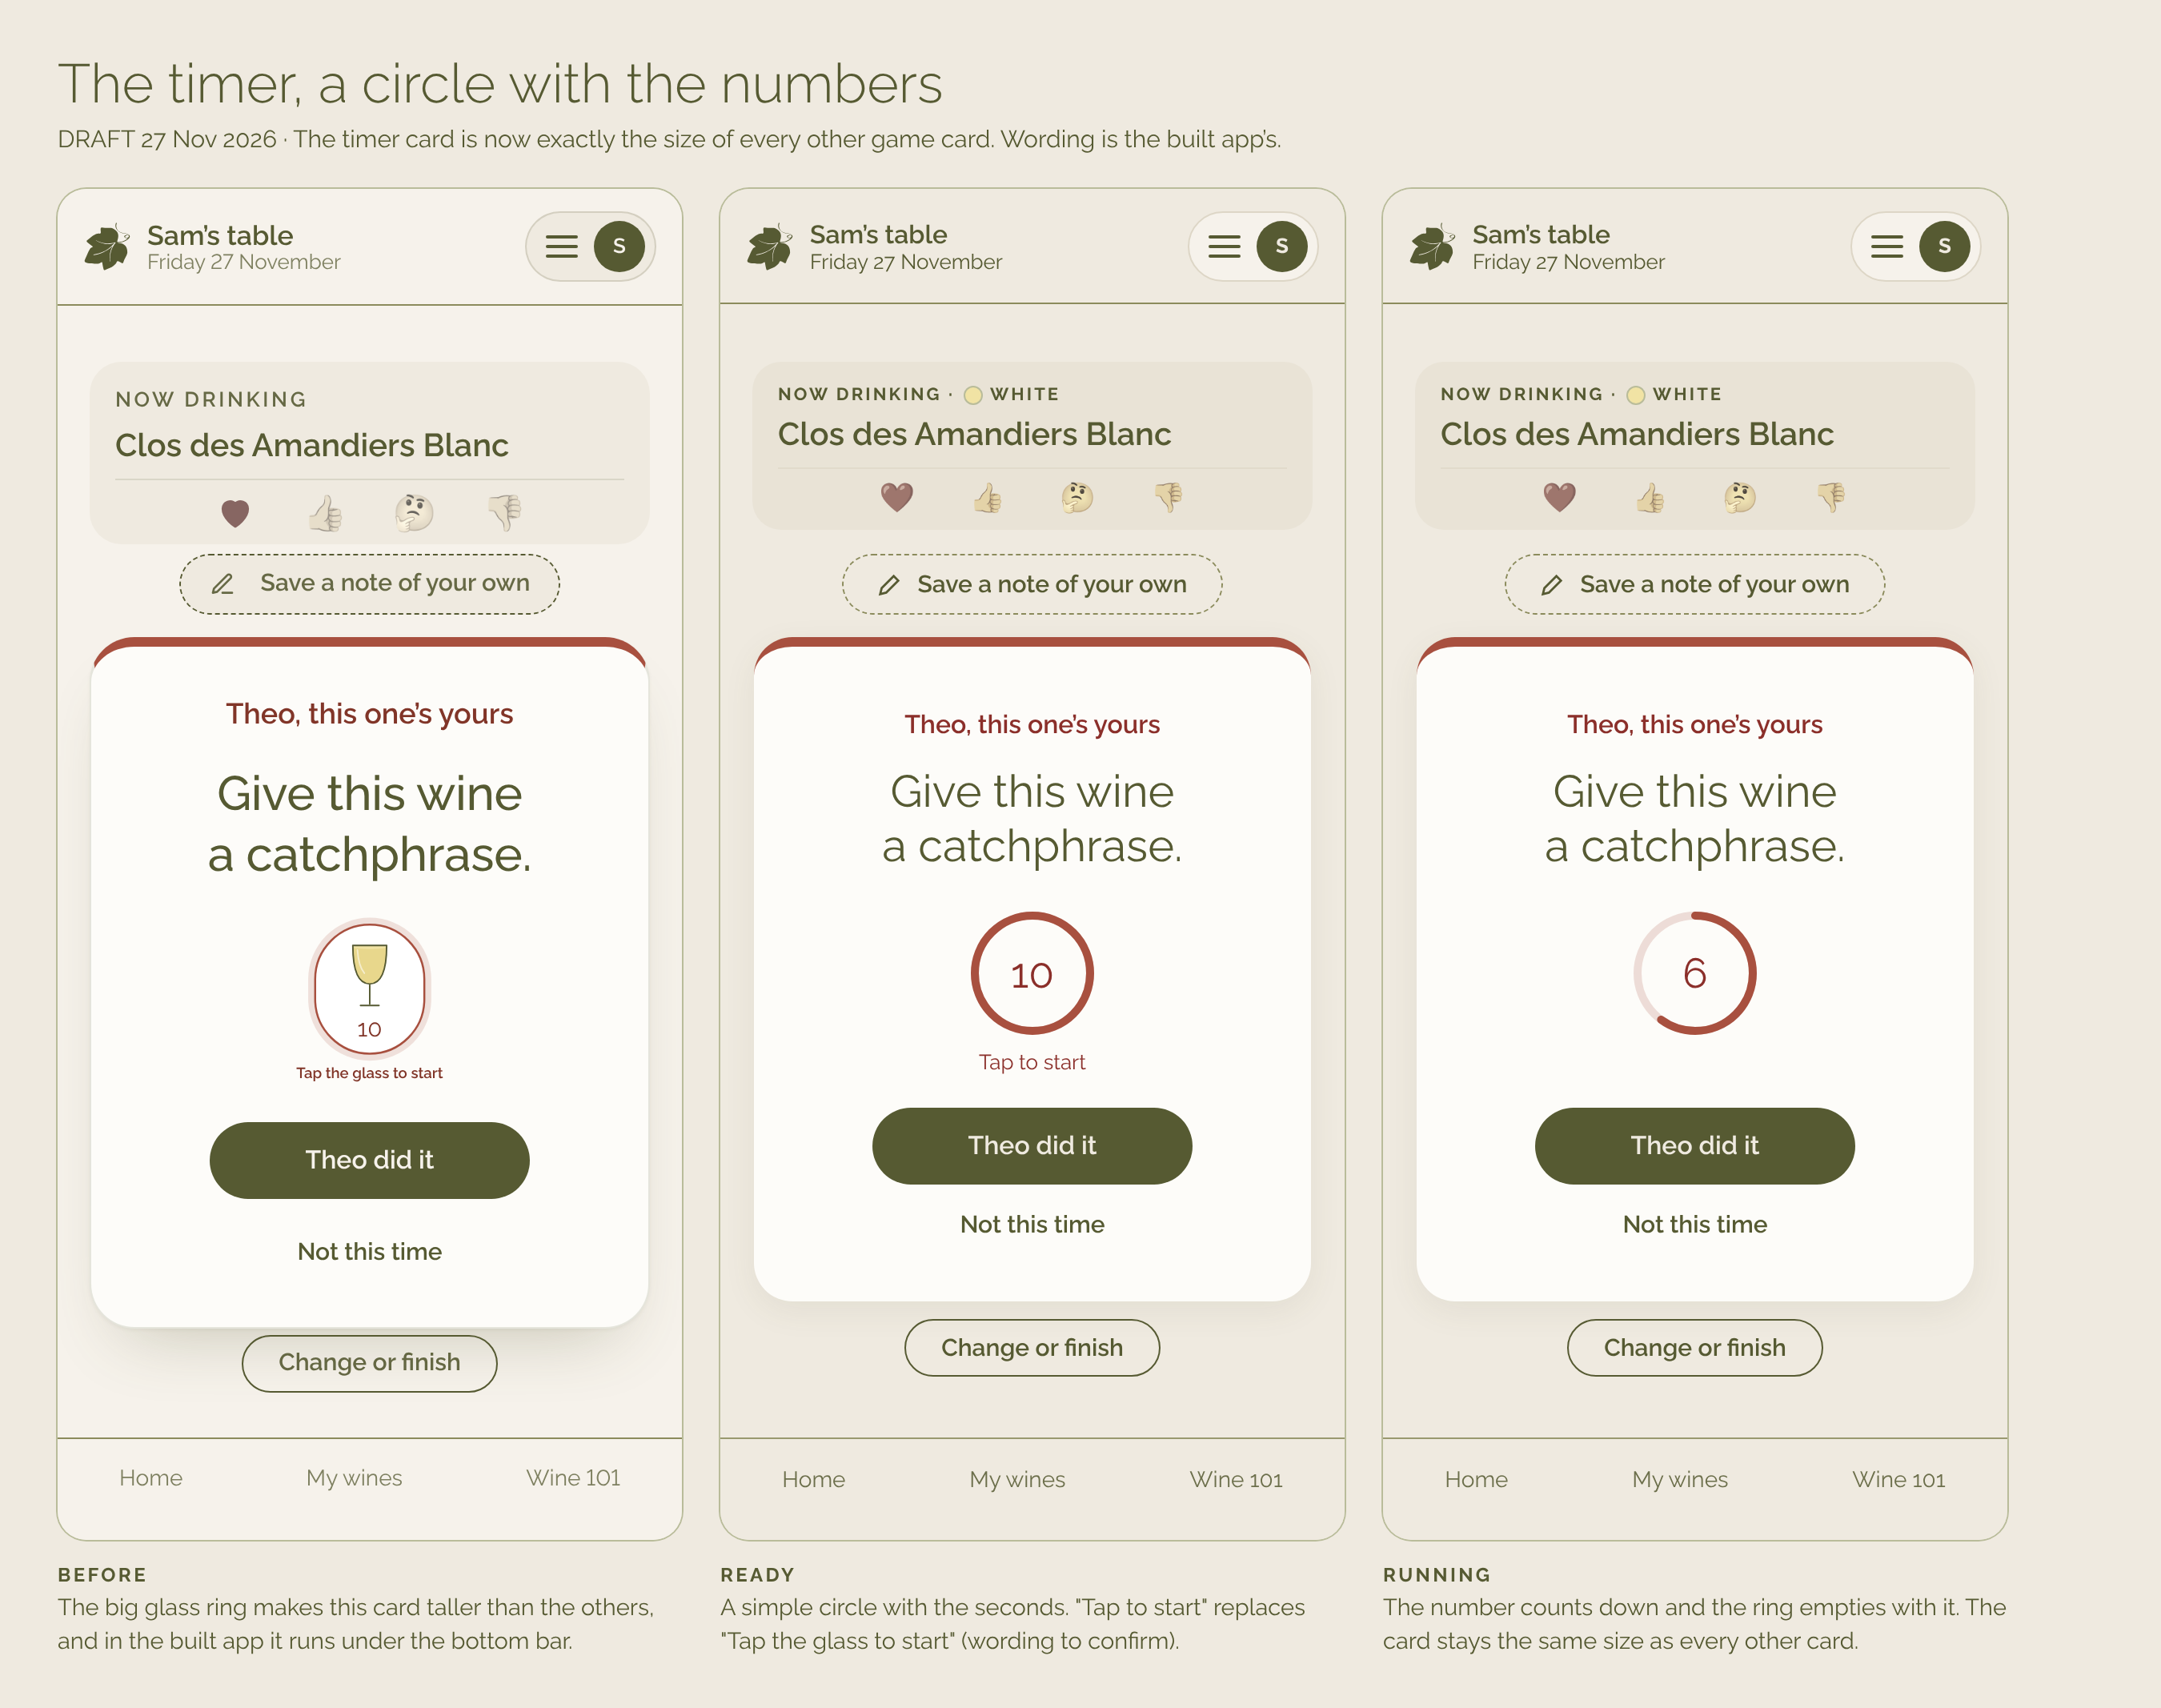 The timer, a circle with the numbers
DRAFT 27 Nov 2026 · The timer card is now exactly the size of every other game card. Wording is the built app’s.
Sam’s table
Friday 27 November
S
NOW DRINKING
Clos des Amandiers Blanc
Save a note of your own
Theo, this one’s yours
Give this wine
a catchphrase.
10
Tap the glass to start
Theo did it
Not this time
Change or finish
Home
My wines
Wine 101
BEFORE
The big glass ring makes this card taller than the others,
and in the built app it runs under the bottom bar.
Sam’s table
Friday 27 November
S
NOW DRINKING · WHITE
Clos des Amandiers Blanc
Save a note of your own
Theo, this one’s yours
Give this wine
a catchphrase.
10
Tap to start
Theo did it
Not this time
Change or finish
Home
My wines
Wine 101
READY
A simple circle with the seconds. "Tap to start" replaces
"Tap the glass to start" (wording to confirm).
Sam’s table
Friday 27 November
S
NOW DRINKING · WHITE
Clos des Amandiers Blanc
Save a note of your own
Theo, this one’s yours
Give this wine
a catchphrase.
6
Theo did it
Not this time
Change or finish
Home
My wines
Wine 101
RUNNING
The number counts down and the ring empties with it. The
card stays the same size as every other card.